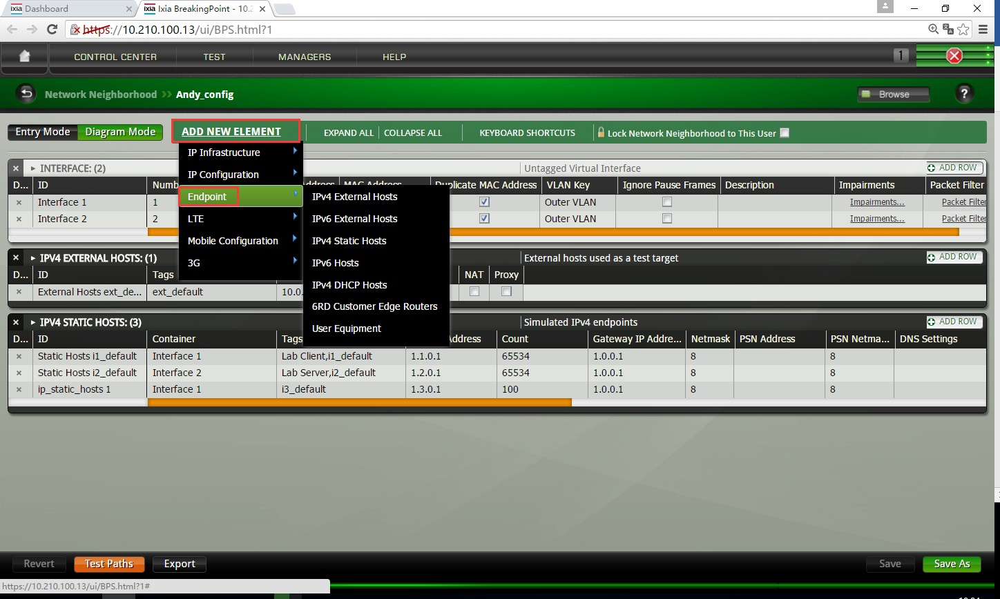 ixia Dashboard
ixia Ixia BreakingPoint - 10.2
https://10.210.100.13/ui/BPS.html?1
CONTROL CENTER TEST MANAGERS HELP 1
Network Neighborhood >> Andy_config Browse ?
Entry Mode Diagram Mode ADD NEW ELEMENT EXPAND ALL COLLAPSE ALL KEYBOARD SHORTCUTS Lock Network Neighborhood to This User
IP Infrastructure
IP Configuration
Endpoint
LTE
Mobile Configuration
3G
IPv4 External Hosts
IPv6 External Hosts
IPv4 Static Hosts
IPv6 Hosts
IPv4 DHCP Hosts
6RD Customer Edge Routers
User Equipment
INTERFACE: (2) Untagged Virtual Interface ADD ROW
D... ID Numb Address MAC Address Duplicate MAC Address VLAN Key Ignore Pause Frames Description Impairments Packet Filter
Interface 1 1 Outer VLAN Impairments... Packet Filter
Interface 2 2 Outer VLAN Impairments... Packet Filter
IPV4 EXTERNAL HOSTS: (1) External hosts used as a test target ADD ROW
D... ID Tags NAT Proxy
External Hosts ext_de... ext_default 10.0.
IPV4 STATIC HOSTS: (3) Simulated IPv4 endpoints ADD ROW
D... ID Container Tags Address Count Gateway IP Addre... Netmask PSN Address PSN Netma... DNS Settings
Static Hosts i1_default Interface 1 Lab Client,i1_default 1.1.0.1 65534 1.0.0.1 8 8
Static Hosts i2_default Interface 2 Lab Server,i2_default 1.2.0.1 65534 1.0.0.1 8 8
ip_static_hosts 1 Interface 1 i3_default 1.3.0.1 100 1.0.0.1 8 8
Revert Test Paths Export Save Save As
https://10.210.100.13/ui/BPS.html?1#